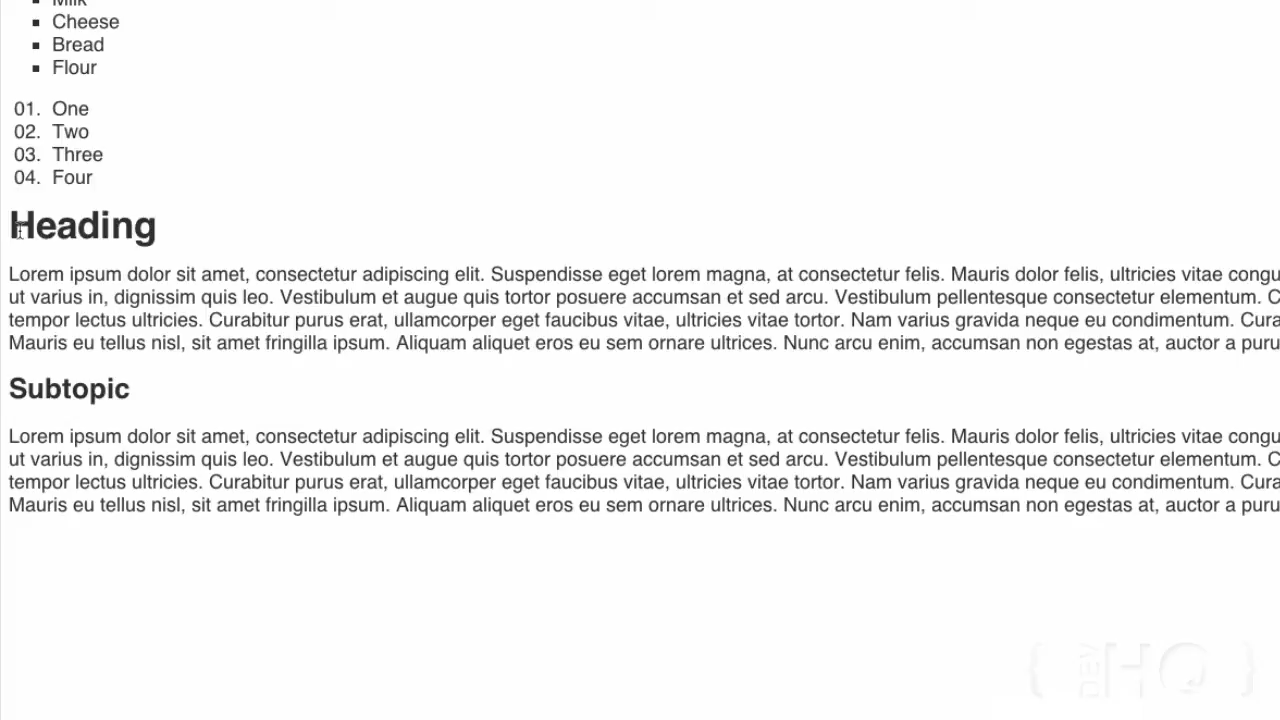 Milk
Cheese
Bread
Flour
01. One
02. Two
03. Three
04. Four
Heading
Lorem ipsum dolor sit amet, consectetur adipiscing elit. Suspendisse eget lorem magna, at consectetur felis. Mauris dolor felis, ultricies vitae congu
ut varius in, dignissim quis leo. Vestibulum et augue quis tortor posuere accumsan et sed arcu. Vestibulum pellentesque consectetur elementum. C
tempor lectus ultricies. Curabitur purus erat, ullamcorper eget faucibus vitae, ultricies vitae tortor. Nam varius gravida neque eu condimentum. Cura
Mauris eu tellus nisl, sit amet fringilla ipsum. Aliquam aliquet eros eu sem ornare ultrices. Nunc arcu enim, accumsan non egestas at, auctor a puru
Subtopic
Lorem ipsum dolor sit amet, consectetur adipiscing elit. Suspendisse eget lorem magna, at consectetur felis. Mauris dolor felis, ultricies vitae congu
ut varius in, dignissim quis leo. Vestibulum et augue quis tortor posuere accumsan et sed arcu. Vestibulum pellentesque consectetur elementum. C
tempor lectus ultricies. Curabitur purus erat, ullamcorper eget faucibus vitae, ultricies vitae tortor. Nam varius gravida neque eu condimentum. Cura
Mauris eu tellus nisl, sit amet fringilla ipsum. Aliquam aliquet eros eu sem ornare ultrices. Nunc arcu enim, accumsan non egestas at, auctor a puru
{ dev HQ }